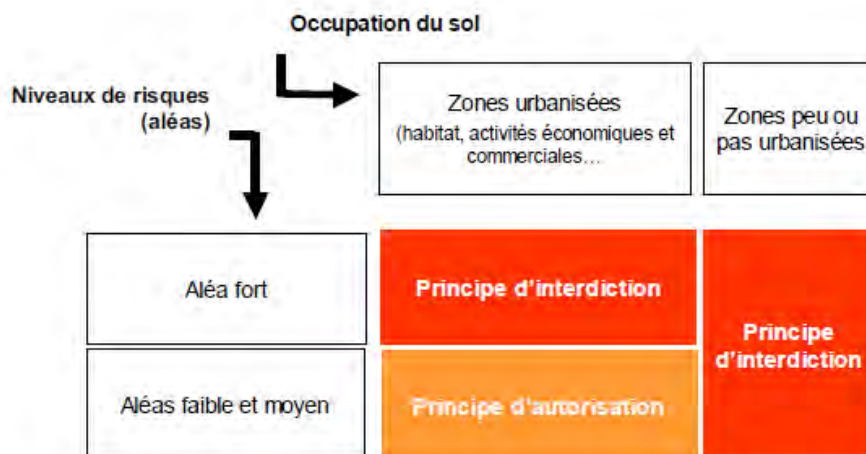 Occupation du sol
Niveaux de risques
(aléas)
Zones urbanisées
(habitat, activités économiques et
commerciales…
Zones peu ou
pas urbanisées
Aléa fort
Principe d'interdiction
Principe
d'interdiction
Aléas faible et moyen
Principe d'autorisation